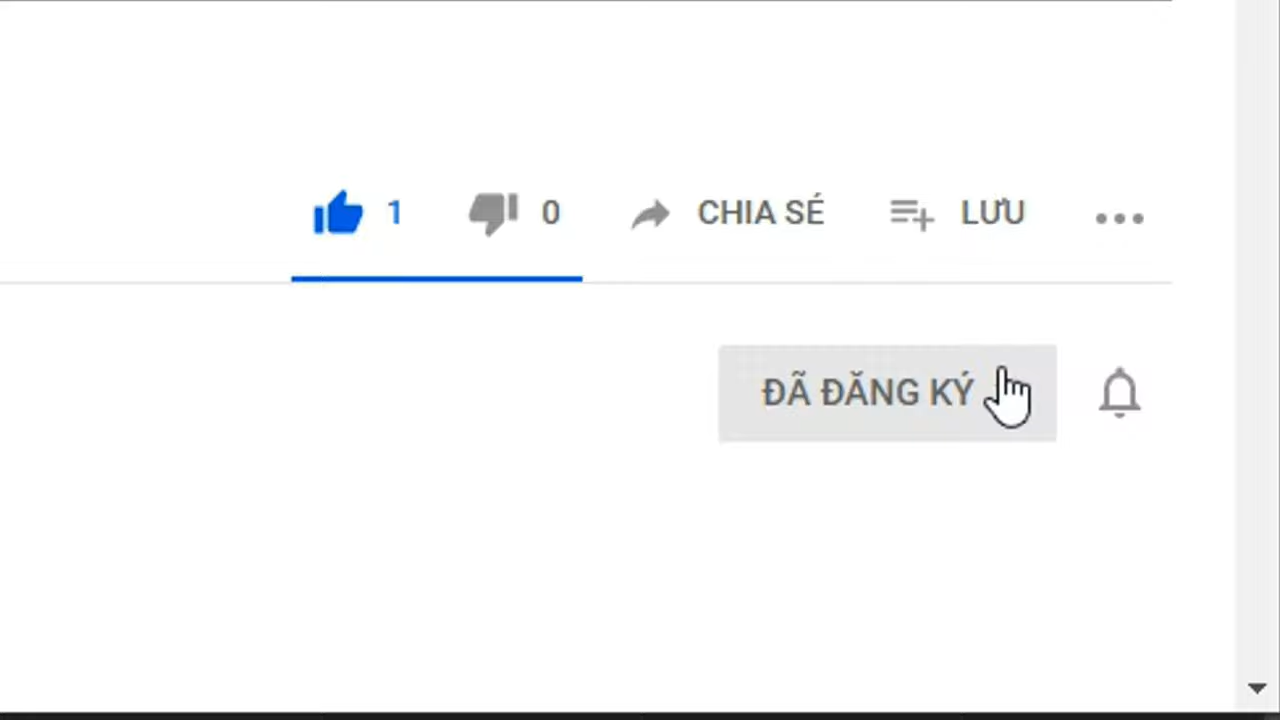 1 0 CHIA SẺ LƯU
ĐÃ ĐĂNG KÝ